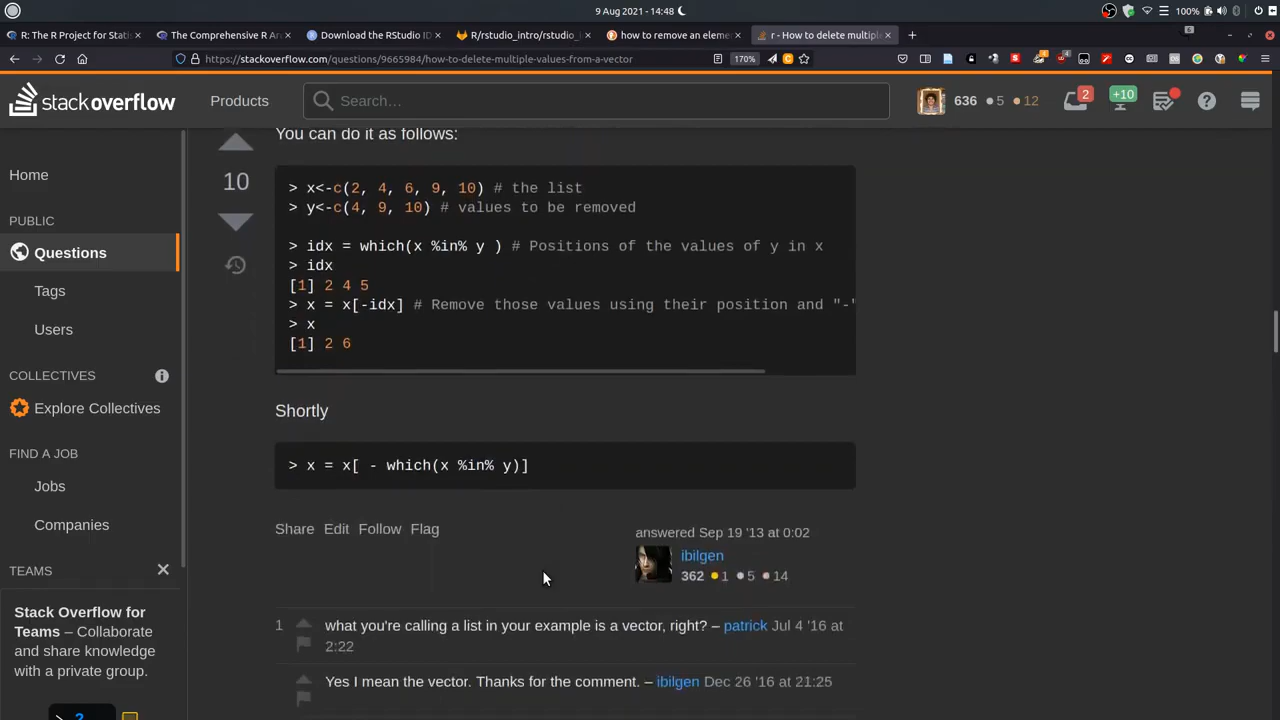 9 Aug 2021 - 14:48
100%
R: The R Project for Stati
The Comprehensive R Ar
Download the RStudio ID
R/rstudio_intro/rstudio_
how to remove an eleme
r - How to delete multiple
https://stackoverflow.com/questions/9665984/how-to-delete-multiple-values-from-a-vector
170%
stack overflow
Products
Search...
636
5
12
2
+10
Home
PUBLIC
Questions
Tags
Users
COLLECTIVES
Explore Collectives
FIND A JOB
Jobs
Companies
TEAMS
Stack Overflow for
Teams – Collaborate
and share knowledge
with a private group.
You can do it as follows:
10
> x<-c(2, 4, 6, 9, 10) # the list
> y<-c(4, 9, 10) # values to be removed
> idx = which(x %in% y ) # Positions of the values of y in x
> idx
[1] 2 4 5
> x = x[-idx] # Remove those values using their position and "-"
> x
[1] 2 6
Shortly
> x = x[ - which(x %in% y)]
Share Edit Follow Flag
answered Sep 19 '13 at 0:02
ibilgen
362 1 5 14
1
what you're calling a list in your example is a vector, right? – patrick Jul 4 '16 at
2:22
Yes I mean the vector. Thanks for the comment. – ibilgen Dec 26 '16 at 21:25